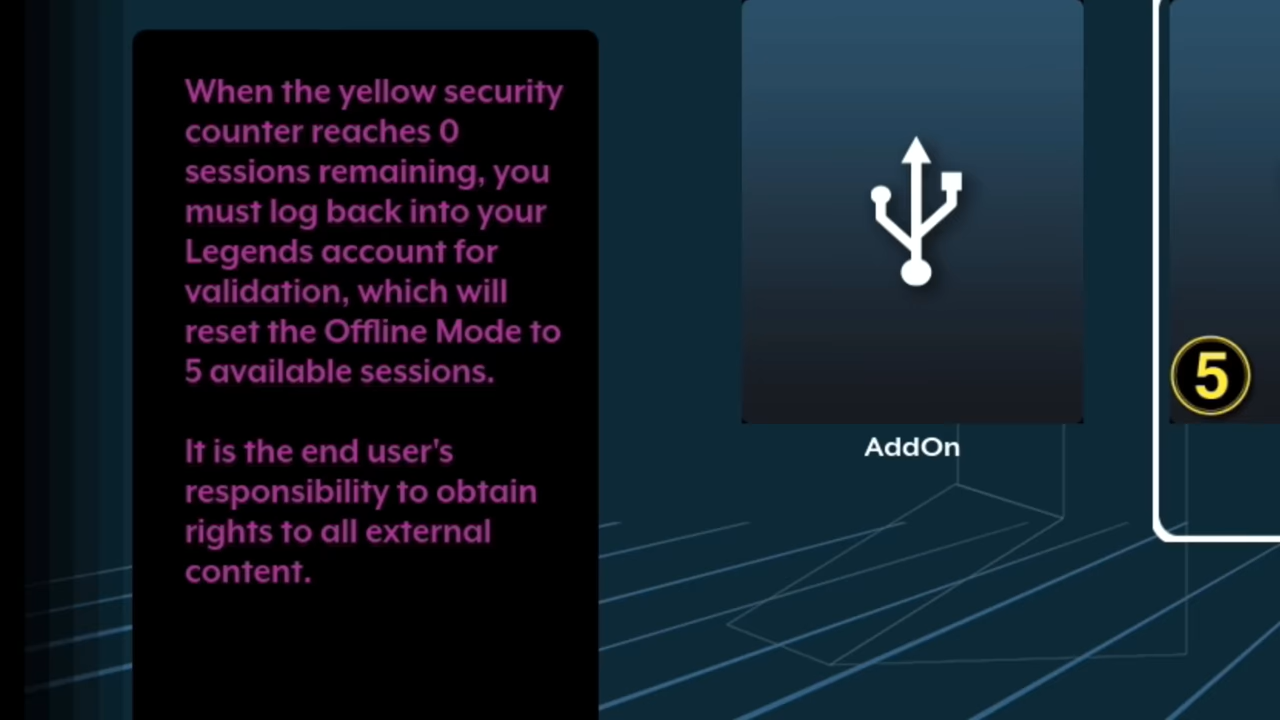 When the yellow security
counter reaches 0
sessions remaining, you
must log back into your
Legends account for
validation, which will
reset the Offline Mode to
5 available sessions.
It is the end user's
responsibility to obtain
rights to all external
content.
AddOn
5